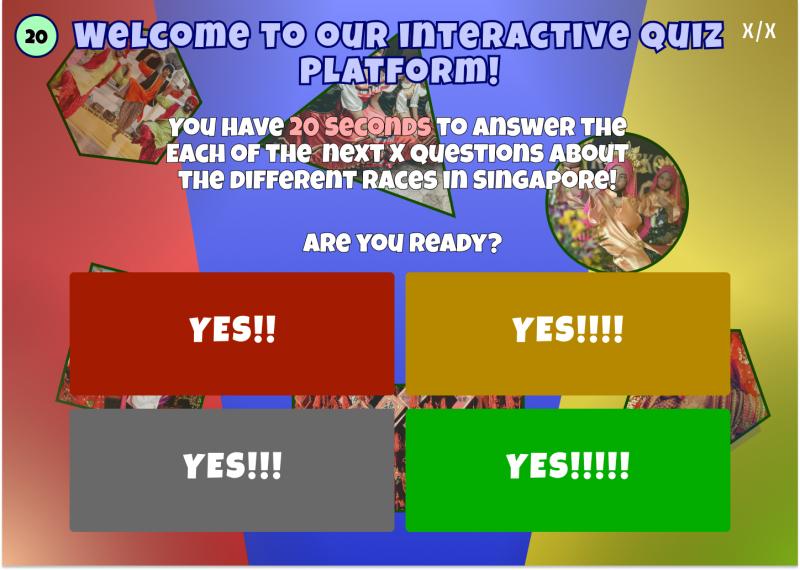 20
WELCOME TO OUR INTERACTIVE QUIZ
PLATFORM!
X/X
YOU HAVE 20 SECONDS TO ANSWER THE
EACH OF THE NEXT X QUESTIONS ABOUT
THE DIFFERENT RACES IN SINGAPORE!
ARE YOU READY?
YES!!
YES!!!!
YES!!!
YES!!!!!